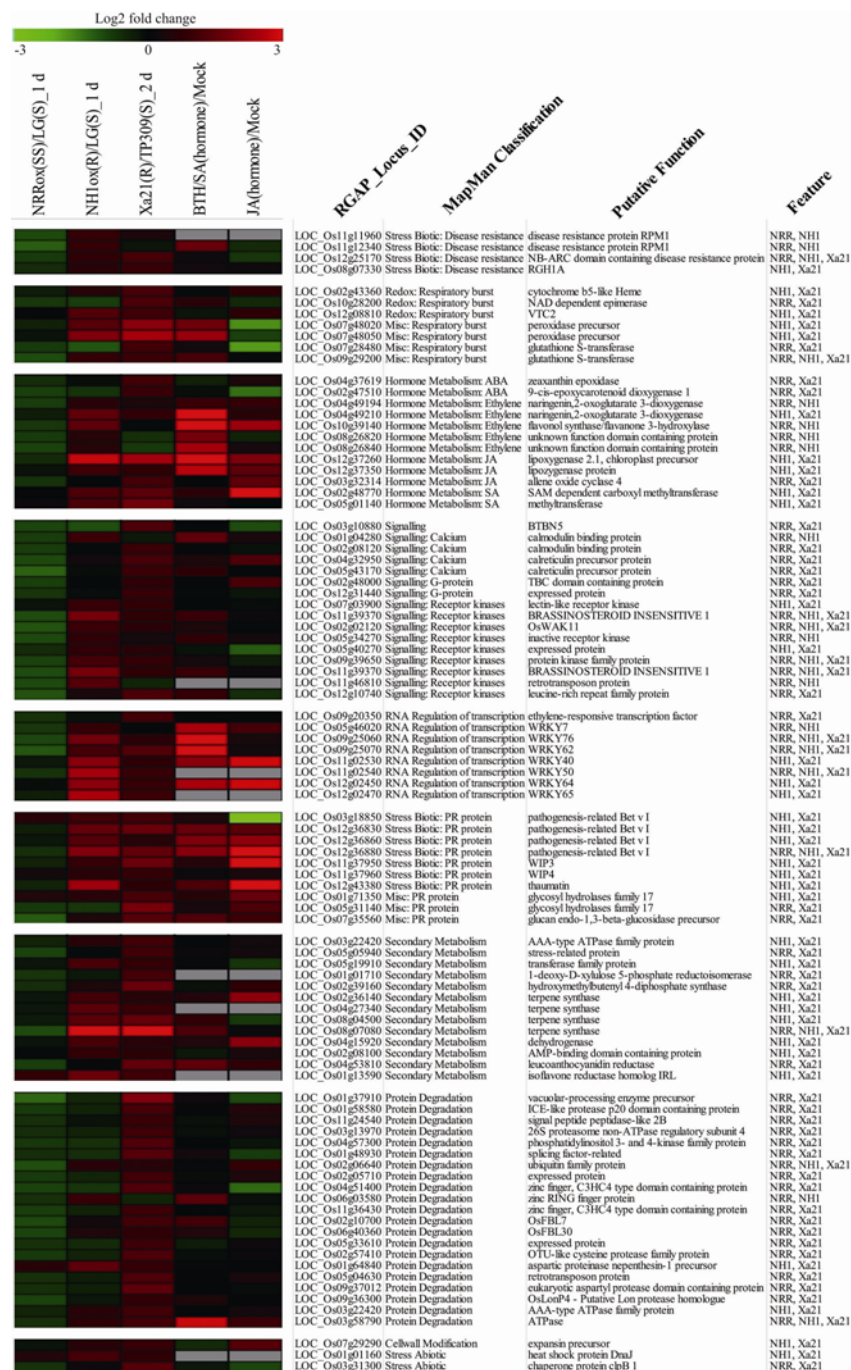 Log2 fold change
-3 0 3
NRRox(SS)/LG(S)_1 d
NH1ox(R)/LG(S)_1 d
Xa21(R)/TP309(S)_2 d
BTH/SA(hormone)/Mock
JA(hormone)/Mock
RGAP_Locus_ID
MapMan Classification
Putative Function
Feature
LOC_Os11g11960 Stress Biotic: Disease resistance disease resistance protein RPM1 NRR, NH1
LOC_Os11g12340 Stress Biotic: Disease resistance disease resistance protein RPM1 NRR, NH1
LOC_Os12g25170 Stress Biotic: Disease resistance NB-ARC domain containing disease resistance protein NRR, NH1, Xa21
LOC_Os08g07330 Stress Biotic: Disease resistance RGH1A NH1, Xa21
LOC_Os02g43360 Redox: Respiratory burst cytochrome b5-like Heme NH1, Xa21
LOC_Os10g28200 Redox: Respiratory burst NAD dependent epimerase NRR, Xa21
LOC_Os12g08810 Redox: Respiratory burst VTC2 NH1, Xa21
LOC_Os07g48020 Misc: Respiratory burst peroxidase precursor NH1, Xa21
LOC_Os07g48050 Misc: Respiratory burst peroxidase precursor NH1, Xa21
LOC_Os07g28480 Misc: Respiratory burst glutathione S-transferase NRR, Xa21
LOC_Os09g29200 Misc: Respiratory burst glutathione S-transferase NRR, NH1, Xa21
LOC_Os04g37619 Hormone Metabolism: ABA zeaxanthin epoxidase NRR, Xa21
LOC_Os02g47510 Hormone Metabolism: ABA 9-cis-epoxycarotenoid dioxygenase 1 NRR, Xa21
LOC_Os04g49194 Hormone Metabolism: Ethylene naringenin,2-oxoglutarate 3-dioxygenase NRR, NH1
LOC_Os04g49210 Hormone Metabolism: Ethylene naringenin,2-oxoglutarate 3-dioxygenase NH1, Xa21
LOC_Os10g39140 Hormone Metabolism: Ethylene flavonol synthase/flavanone 3-hydroxylase NRR, NH1
LOC_Os08g26820 Hormone Metabolism: Ethylene unknown function domain containing protein NRR, NH1
LOC_Os08g26840 Hormone Metabolism: Ethylene unknown function domain containing protein NRR, NH1
LOC_Os12g37260 Hormone Metabolism: JA lipoxygenase 2.1, chloroplast precursor NH1, Xa21
LOC_Os12g37350 Hormone Metabolism: JA lipozygenase protein NH1, Xa21
LOC_Os03g32314 Hormone Metabolism: JA allene oxide cyclase 4 NRR, Xa21
LOC_Os02g48770 Hormone Metabolism: SA SAM dependent carboxyl methyltransferase NH1, Xa21
LOC_Os05g01140 Hormone Metabolism: SA methyltransferase NH1, Xa21
LOC_Os03g10880 Signalling BTBN5 NRR, Xa21
LOC_Os01g04280 Signalling: Calcium calmodulin binding protein NRR, NH1
LOC_Os02g08120 Signalling: Calcium calmodulin binding protein NRR, Xa21
LOC_Os04g32950 Signalling: Calcium calreticulin precursor protein NRR, Xa21
LOC_Os05g43170 Signalling: Calcium calreticulin precursor protein NRR, Xa21
LOC_Os02g48000 Signalling: G-protein TBC domain containing protein NRR, Xa21
LOC_Os12g31440 Signalling: G-protein expressed protein NRR, Xa21
LOC_Os07g03900 Signalling: Receptor kinases lectin-like receptor kinase NH1, Xa21
LOC_Os11g39370 Signalling: Receptor kinases BRASSINOSTEROID INSENSITIVE 1 NRR, NH1, Xa21
LOC_Os02g02120 Signalling: Receptor kinases OsWAK11 NRR, NH1, Xa21
LOC_Os05g34270 Signalling: Receptor kinases inactive receptor kinase NRR, NH1
LOC_Os05g40270 Signalling: Receptor kinases expressed protein NH1, Xa21
LOC_Os09g39650 Signalling: Receptor kinases protein kinase family protein NRR, NH1, Xa21
LOC_Os11g39370 Signalling: Receptor kinases BRASSINOSTEROID INSENSITIVE 1 NRR, NH1, Xa21
LOC_Os11g46810 Signalling: Receptor kinases retrotransposon protein NRR, NH1
LOC_Os12g10740 Signalling: Receptor kinases leucine-rich repeat family protein NRR, Xa21
LOC_Os09g20350 RNA Regulation of transcription ethylene-responsive transcription factor NRR, Xa21
LOC_Os05g46020 RNA Regulation of transcription WRKY7 NRR, NH1
LOC_Os09g25060 RNA Regulation of transcription WRKY76 NRR, NH1, Xa21
LOC_Os09g25070 RNA Regulation of transcription WRKY62 NRR, NH1, Xa21
LOC_Os11g02530 RNA Regulation of transcription WRKY40 NH1, Xa21
LOC_Os11g02540 RNA Regulation of transcription WRKY50 NRR, NH1, Xa21
LOC_Os12g02450 RNA Regulation of transcription WRKY64 NH1, Xa21
LOC_Os12g02470 RNA Regulation of transcription WRKY65 NH1, Xa21
LOC_Os03g18850 Stress Biotic: PR protein pathogenesis-related Bet v I NH1, Xa21
LOC_Os12g36830 Stress Biotic: PR protein pathogenesis-related Bet v I NH1, Xa21
LOC_Os12g36860 Stress Biotic: PR protein pathogenesis-related Bet v I NH1, Xa21
LOC_Os12g36880 Stress Biotic: PR protein pathogenesis-related Bet v I NRR, NH1, Xa21
LOC_Os11g37950 Stress Biotic: PR protein WIP3 NH1, Xa21
LOC_Os11g37960 Stress Biotic: PR protein WIP4 NH1, Xa21
LOC_Os12g43380 Stress Biotic: PR protein thaumatin NH1, Xa21
LOC_Os01g71350 Misc: PR protein glycosyl hydrolases family 17 NH1, Xa21
LOC_Os05g31140 Misc: PR protein glycosyl hydrolases family 17 NRR, Xa21
LOC_Os07g35560 Misc: PR protein glucan endo-1,3-beta-glucosidase precursor NRR, Xa21
LOC_Os03g22420 Secondary Metabolism AAA-type ATPase family protein NH1, Xa21
LOC_Os05g05940 Secondary Metabolism stress-related protein NRR, Xa21
LOC_Os05g19910 Secondary Metabolism transferase family protein NH1, Xa21
LOC_Os01g01710 Secondary Metabolism 1-deoxy-D-xylulose 5-phosphate reductoisomerase NRR, Xa21
LOC_Os02g39160 Secondary Metabolism hydroxymethylbutenyl 4-diphosphate synthase NRR, Xa21
LOC_Os02g36140 Secondary Metabolism terpene synthase NH1, Xa21
LOC_Os04g27340 Secondary Metabolism terpene synthase NH1, Xa21
LOC_Os08g04500 Secondary Metabolism terpene synthase NH1, Xa21
LOC_Os08g07080 Secondary Metabolism terpene synthase NRR, NH1, Xa21
LOC_Os04g15920 Secondary Metabolism dehydrogenase NH1, Xa21
LOC_Os02g08100 Secondary Metabolism AMP-binding domain containing protein NH1, Xa21
LOC_Os04g53810 Secondary Metabolism leucoanthocyanidin reductase NRR, Xa21
LOC_Os01g13590 Secondary Metabolism isoflavone reductase homolog IRL NH1, Xa21
LOC_Os01g37910 Protein Degradation vacuolar-processing enzyme precursor NRR, Xa21
LOC_Os01g58580 Protein Degradation ICE-like protease p20 domain containing protein NRR, Xa21
LOC_Os11g24540 Protein Degradation signal peptide peptidase-like 2B NRR, Xa21
LOC_Os03g13970 Protein Degradation 26S proteasome non-ATPase regulatory subunit 4 NRR, Xa21
LOC_Os04g57300 Protein Degradation phosphatidylinositol 3- and 4-kinase family protein NRR, Xa21
LOC_Os01g48930 Protein Degradation splicing factor-related NRR, Xa21
LOC_Os02g06640 Protein Degradation ubiquitin family protein NRR, NH1, Xa21
LOC_Os02g05710 Protein Degradation expressed protein NRR, Xa21
LOC_Os04g51400 Protein Degradation zinc finger, C3HC4 type domain containing protein NRR, Xa21
LOC_Os06g03580 Protein Degradation zinc RING finger protein NRR, NH1
LOC_Os11g36430 Protein Degradation zinc finger, C3HC4 type domain containing protein NRR, Xa21
LOC_Os02g10700 Protein Degradation OsFBL7 NRR, Xa21
LOC_Os06g40360 Protein Degradation OsFBL30 NRR, Xa21
LOC_Os05g33610 Protein Degradation expressed protein NRR, Xa21
LOC_Os02g57410 Protein Degradation OTU-like cysteine protease family protein NRR, Xa21
LOC_Os01g64840 Protein Degradation aspartic proteinase nepenthesin-1 precursor NH1, Xa21
LOC_Os05g04630 Protein Degradation retrotransposon protein NRR, Xa21
LOC_Os09g37012 Protein Degradation eukaryotic aspartyl protease domain containing protein NRR, Xa21
LOC_Os09g36300 Protein Degradation OsLonP4 - Putative Lon protease homologue NRR, Xa21
LOC_Os03g22420 Protein Degradation AAA-type ATPase family protein NH1, Xa21
LOC_Os03g58790 Protein Degradation ATPase NRR, NH1, Xa21
LOC_Os07g29290 Cellwall Modification expansin precursor NH1, Xa21
LOC_Os01g01160 Stress Abiotic heat shock protein DnaJ NH1, Xa21
LOC_Os03g31300 Stress Abiotic chaperone protein clpB 1 NRR, Xa21